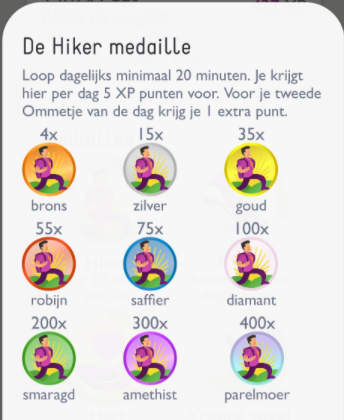 De Hiker medaille
Loop dagelijks minimaal 20 minuten. Je krijgt
hier per dag 5 XP punten voor. Voor je tweede
Ommetje van de dag krijg je 1 extra punt.
4x 15x 35x
brons zilver goud
55x 75x 100x
robijn saffier diamant
200x 300x 400x
smaragd amethist parelmoer